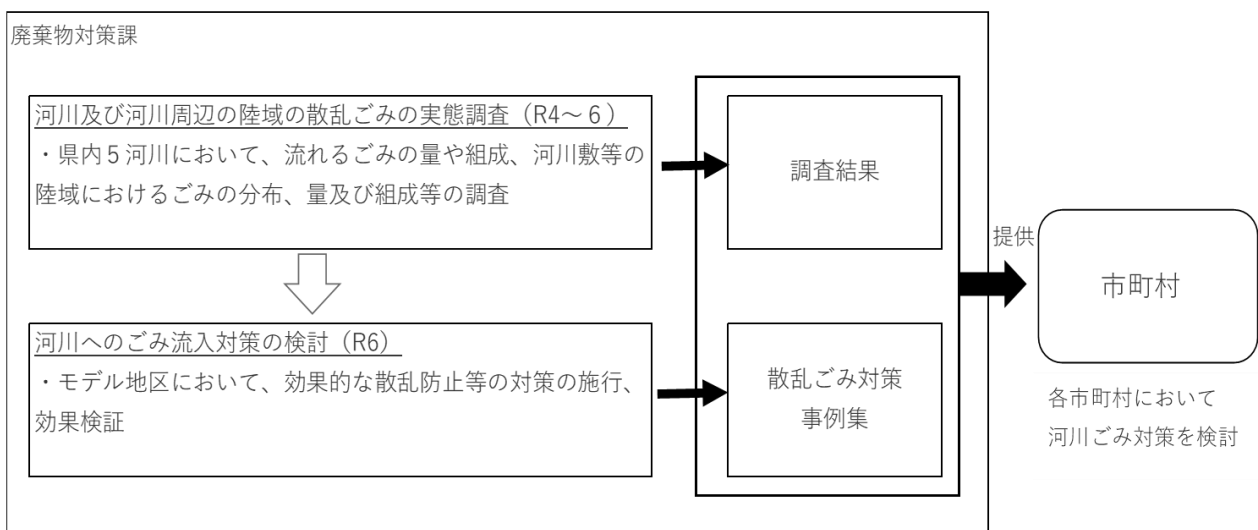 廃棄物対策課
河川及び河川周辺の陸域の散乱ごみの実態調査（R4～６）
・県内５河川において、流れるごみの量や組成、河川敷等の
陸域におけるごみの分布、量及び組成等の調査
調査結果
河川へのごみ流入対策の検討（R6）
・モデル地区において、効果的な散乱防止等の対策の施行、
効果検証
散乱ごみ対策
事例集
提供
市町村
各市町村において
河川ごみ対策を検討